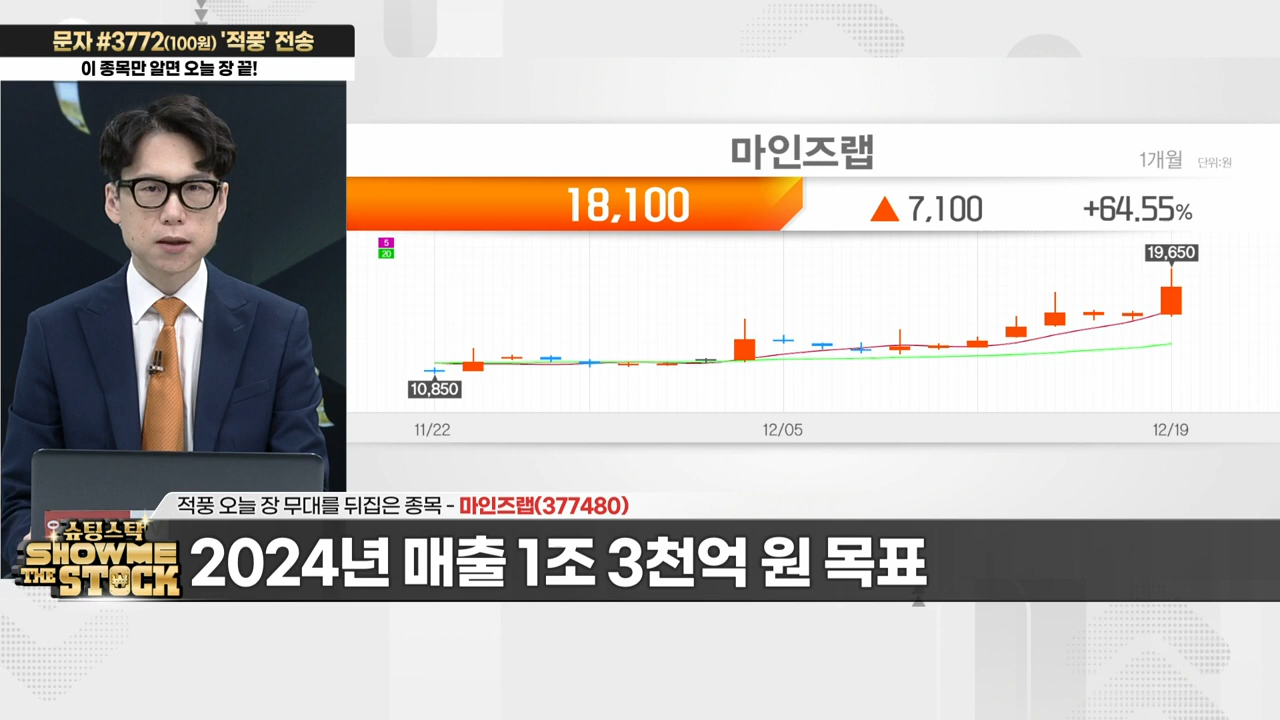 문자 #3772(100원) '적풍' 전송
이 종목만 알면 오늘 장 끝!
마인즈랩
1개월 단위:원
18,100 ▲ 7,100 +64.55%
5
20
19,650
10,850
11/22 12/05 12/19
적풍 오늘 장 무대를 뒤집은 종목 - 마인즈랩(377480)
슈팅스탁
SHOW ME
THE STOCK
2024년 매출 1조 3천억 원 목표